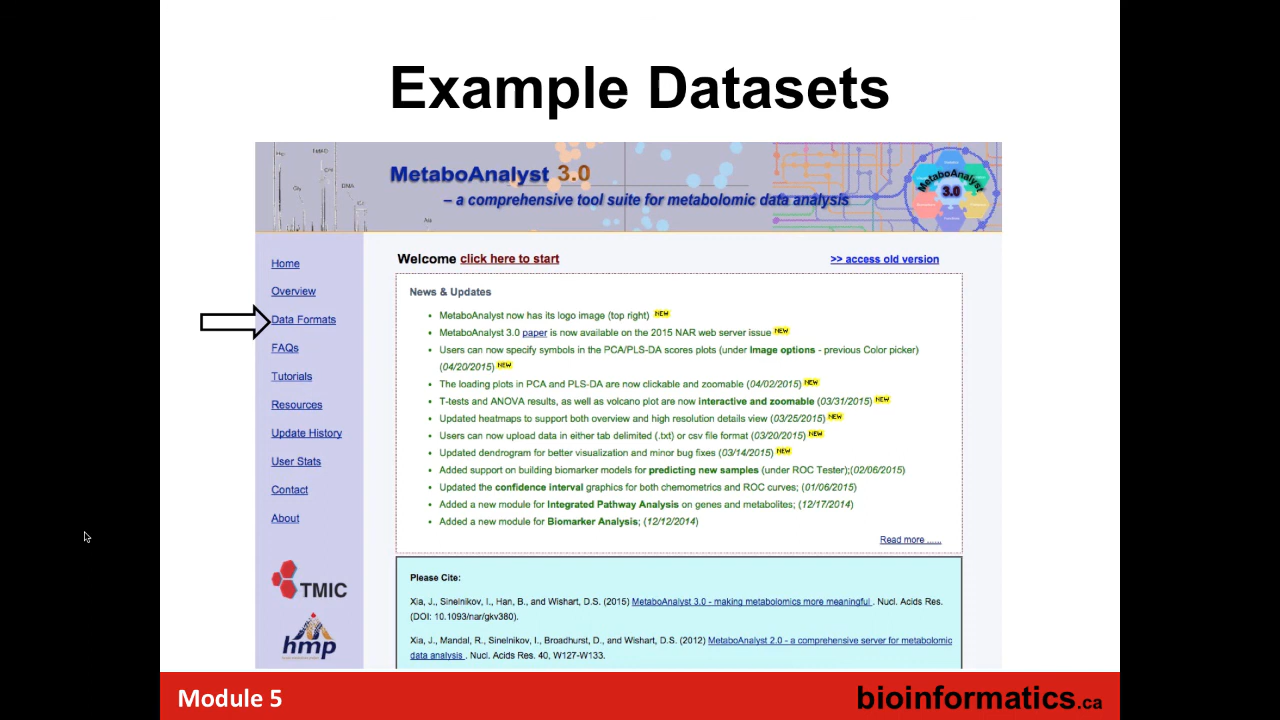 Example Datasets
MetaboAnalyst 3.0
– a comprehensive tool suite for metabolomic data analysis
MetaboAnalyst
3.0
Home
Overview
Data Formats
FAQs
Tutorials
Resources
Update History
User Stats
Contact
About
TMIC
hmp
Welcome click here to start
>> access old version
News & Updates
• MetaboAnalyst now has its logo image (top right) NEW
• MetaboAnalyst 3.0 paper is now available on the 2015 NAR web server issue NEW
• Users can now specify symbols in the PCA/PLS-DA scores plots (under Image options - previous Color picker)
(04/20/2015) NEW
• The loading plots in PCA and PLS-DA are now clickable and zoomable (04/02/2015) NEW
• T-tests and ANOVA results, as well as volcano plot are now interactive and zoomable (03/31/2015) NEW
• Updated heatmaps to support both overview and high resolution details view (03/25/2015) NEW
• Users can now upload data in either tab delimited (.txt) or csv file format (03/20/2015) NEW
• Updated dendrogram for better visualization and minor bug fixes (03/14/2015) NEW
• Added support on building biomarker models for predicting new samples (under ROC Tester);(02/06/2015)
• Updated the confidence interval graphics for both chemometrics and ROC curves; (01/06/2015)
• Added a new module for Integrated Pathway Analysis on genes and metabolites; (12/17/2014)
• Added a new module for Biomarker Analysis; (12/12/2014)
Read more ......
Please Cite:
Xia, J., Sinelnikov, I., Han, B., and Wishart, D.S. (2015) MetaboAnalyst 3.0 - making metabolomics more meaningful . Nucl. Acids Res.
(DOI: 10.1093/nar/gkv380).
Xia, J., Mandal, R., Sinelnikov, I., Broadhurst, D., and Wishart, D.S. (2012) MetaboAnalyst 2.0 - a comprehensive server for metabolomic
data analysis . Nucl. Acids Res. 40, W127-W133.
Module 5
bioinformatics.ca